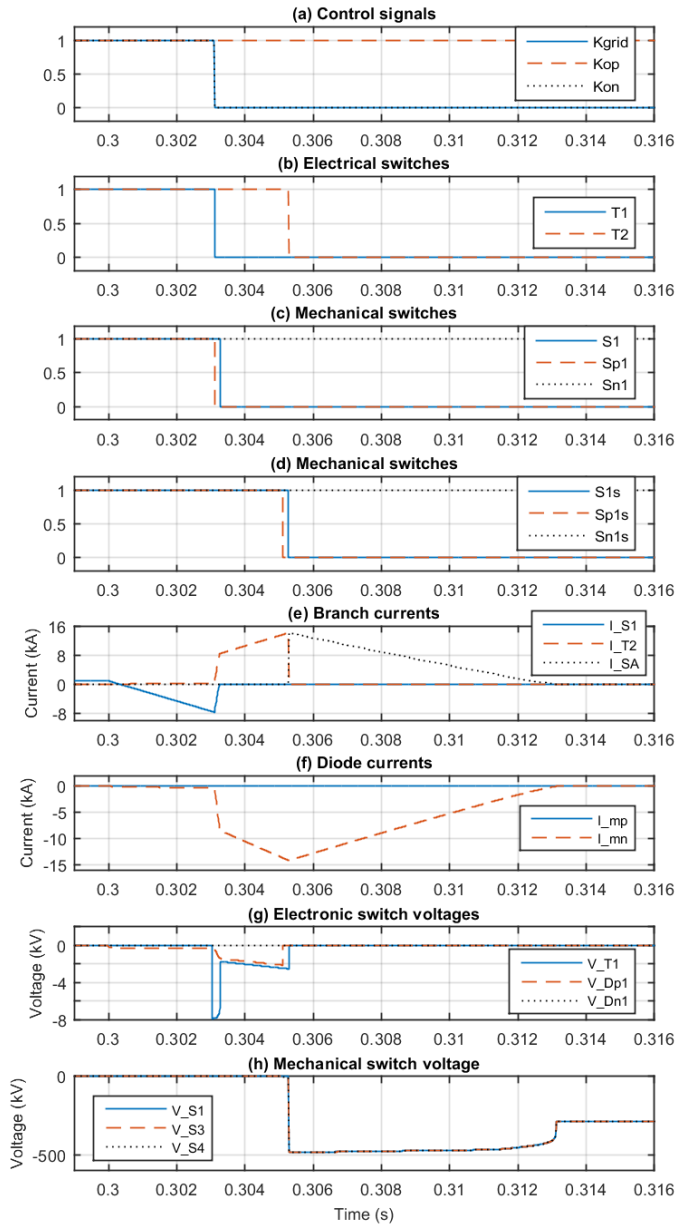 (a) Control signals
1
0.5
0
Kgrid
Kop
Kon
0.3 0.302 0.304 0.306 0.308 0.31 0.312 0.314 0.316
(b) Electrical switches
1
0.5
0
T1
T2
0.3 0.302 0.304 0.306 0.308 0.31 0.312 0.314 0.316
(c) Mechanical switches
1
0.5
0
S1
Sp1
Sn1
0.3 0.302 0.304 0.306 0.308 0.31 0.312 0.314 0.316
(d) Mechanical switches
1
0.5
0
S1s
Sp1s
Sn1s
0.3 0.302 0.304 0.306 0.308 0.31 0.312 0.314 0.316
(e) Branch currents
Current (kA)
16
8
0
-8
I_S1
I_T2
I_SA
0.3 0.302 0.304 0.306 0.308 0.31 0.312 0.314 0.316
(f) Diode currents
Current (kA)
0
-5
-10
-15
I_mp
I_mn
0.3 0.302 0.304 0.306 0.308 0.31 0.312 0.314 0.316
(g) Electronic switch voltages
Voltage (kV)
0
-4
-8
V_T1
V_Dp1
V_Dn1
0.3 0.302 0.304 0.306 0.308 0.31 0.312 0.314 0.316
(h) Mechanical switch voltage
Voltage (kV)
0
-500
V_S1
V_S3
V_S4
0.3 0.302 0.304 0.306 0.308 0.31 0.312 0.314 0.316
Time (s)